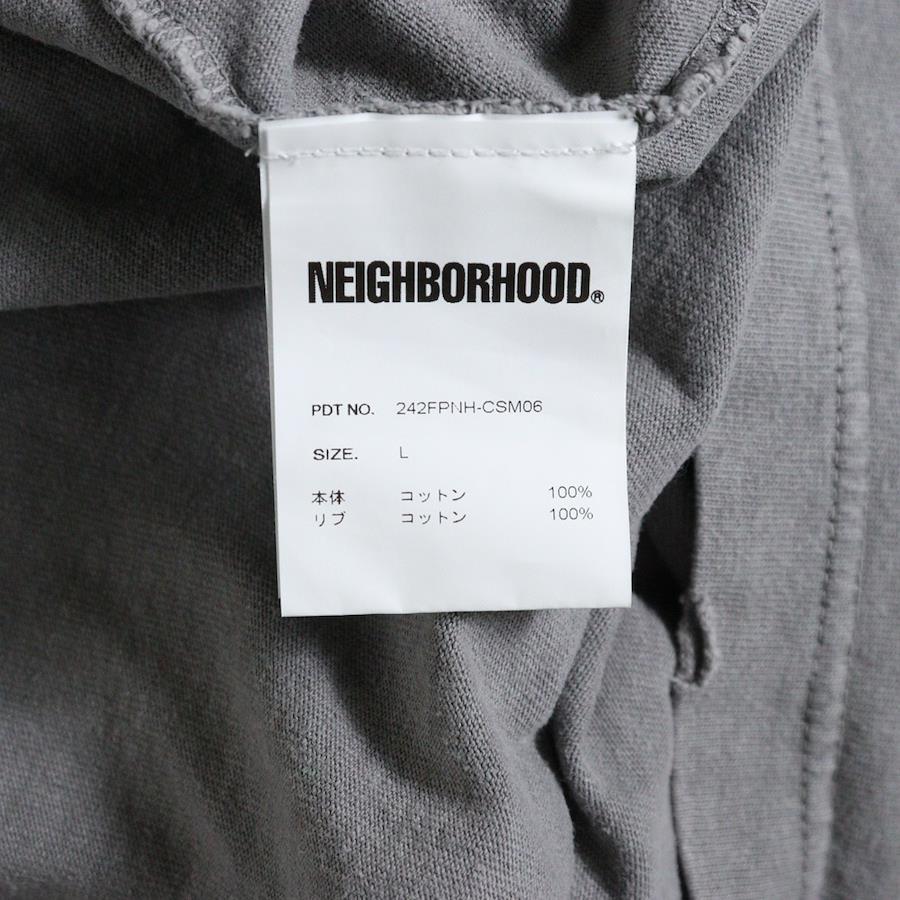 NEIGHBORHOOD®
PDT NO. 242FPNH-CSM06
SIZE. L
本体 コットン 100%
リブ コットン 100%